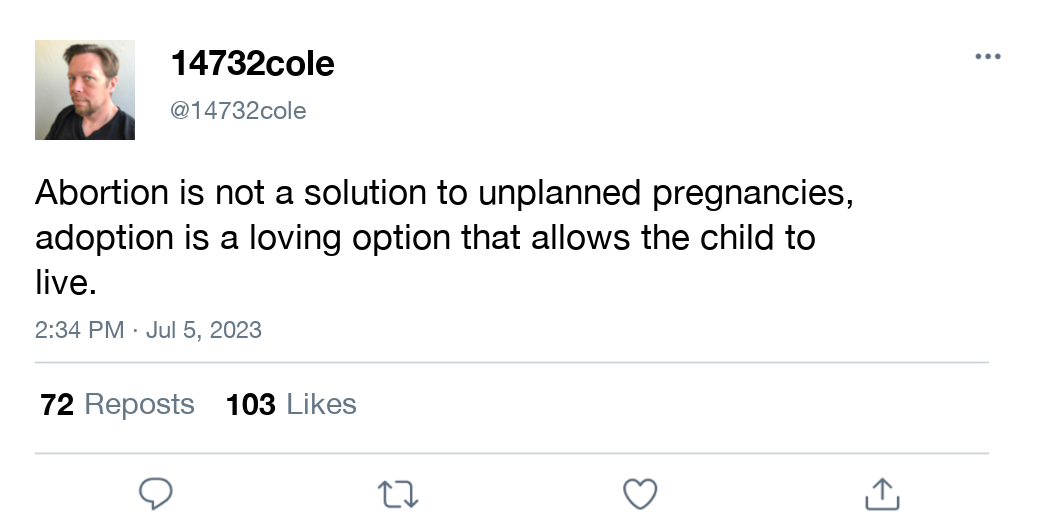 14732cole
@14732cole
Abortion is not a solution to unplanned pregnancies,
adoption is a loving option that allows the child to
live.
2:34 PM · Jul 5, 2023
72 Reposts 103 Likes